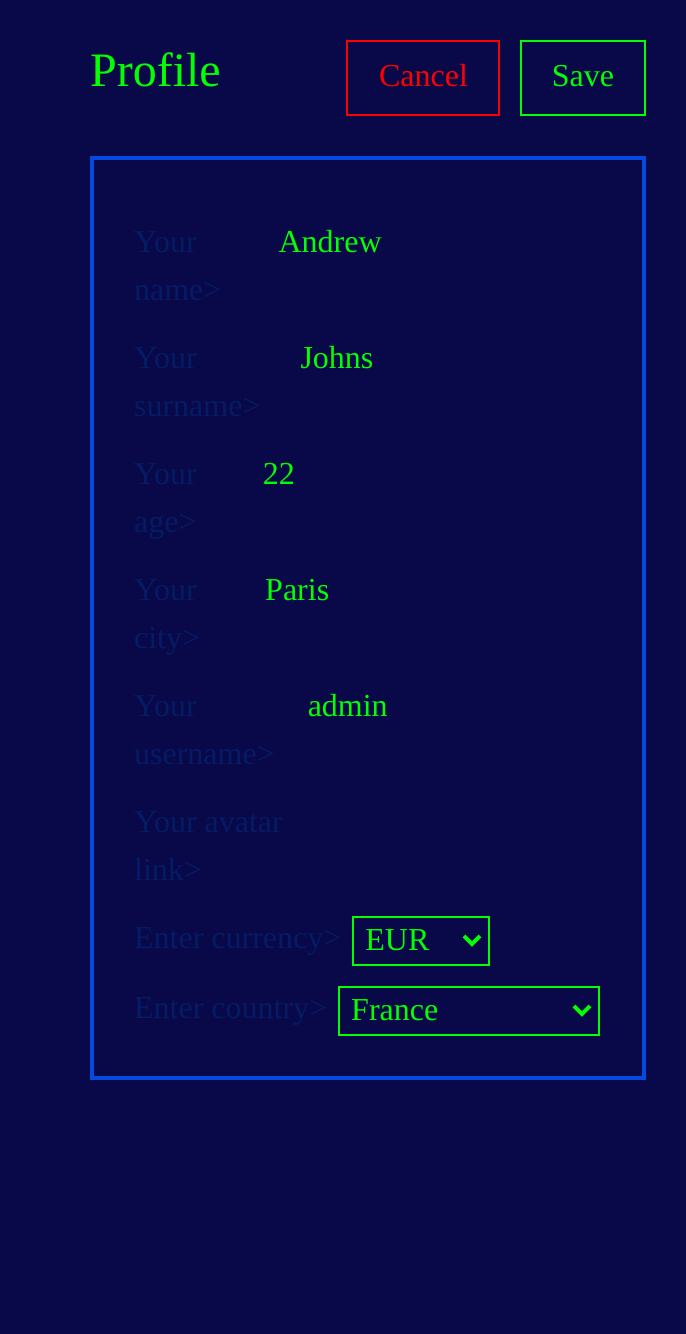 Profile
Cancel
Save
Your name>
Andrew
Your surname>
Johns
Your age>
22
Your city>
Paris
Your username>
admin
Your avatar link>
Enter currency>
EUR
Enter country>
France